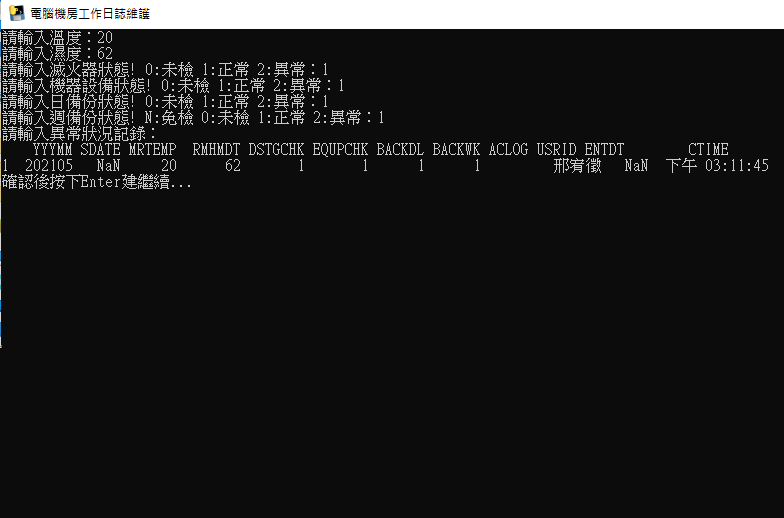 電腦機房工作日誌維護
請輸入溫度：20
請輸入濕度：62
請輸入滅火器狀態! 0:未檢 1:正常 2:異常：1
請輸入機器設備狀態! 0:未檢 1:正常 2:異常：1
請輸入日備份狀態! 0:未檢 1:正常 2:異常：1
請輸入週備份狀態! N:免檢 0:未檢 1:正常 2:異常：1
請輸入異常狀況記錄：
YYYMM SDATE MRTEMP RMHMDT DSTGCHK EQUPCHK BACKDL BACKWK ACLOG USRID ENTDT CTIME
1 202105 NaN 20 62 1 1 1 1 邢宥徵 NaN 下午 03:11:45
確認後按下Enter建繼續...